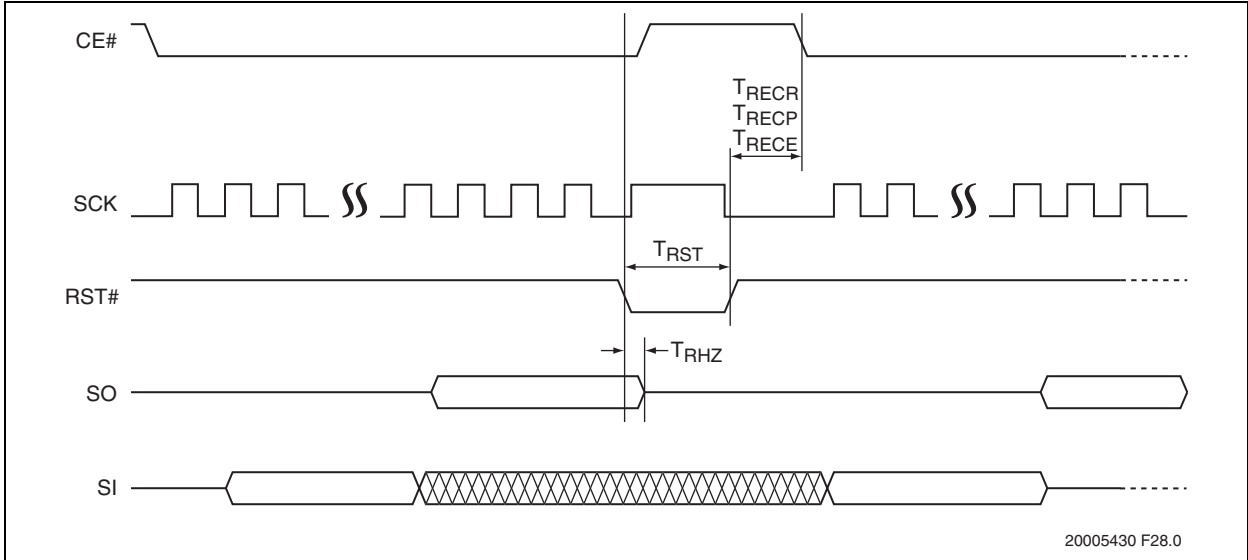 CE#
TRECR
TRECP
TRECE
SCK
TRST
RST#
TRHZ
SO
SI
20005430 F28.0